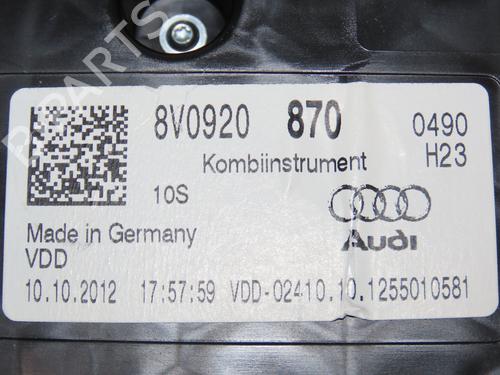 8V0920 870 0490
Kombiinstrument H23
10S
Made in Germany Audi
VDD
10.10.2012 17:57:59 VDD-02410.10.1255010581
B-PARTS